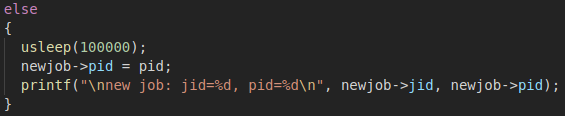 else
{
  usleep(100000);
  newjob->pid = pid;
  printf("\nnew job: jid=%d, pid=%d\n", newjob->jid, newjob->pid);
}